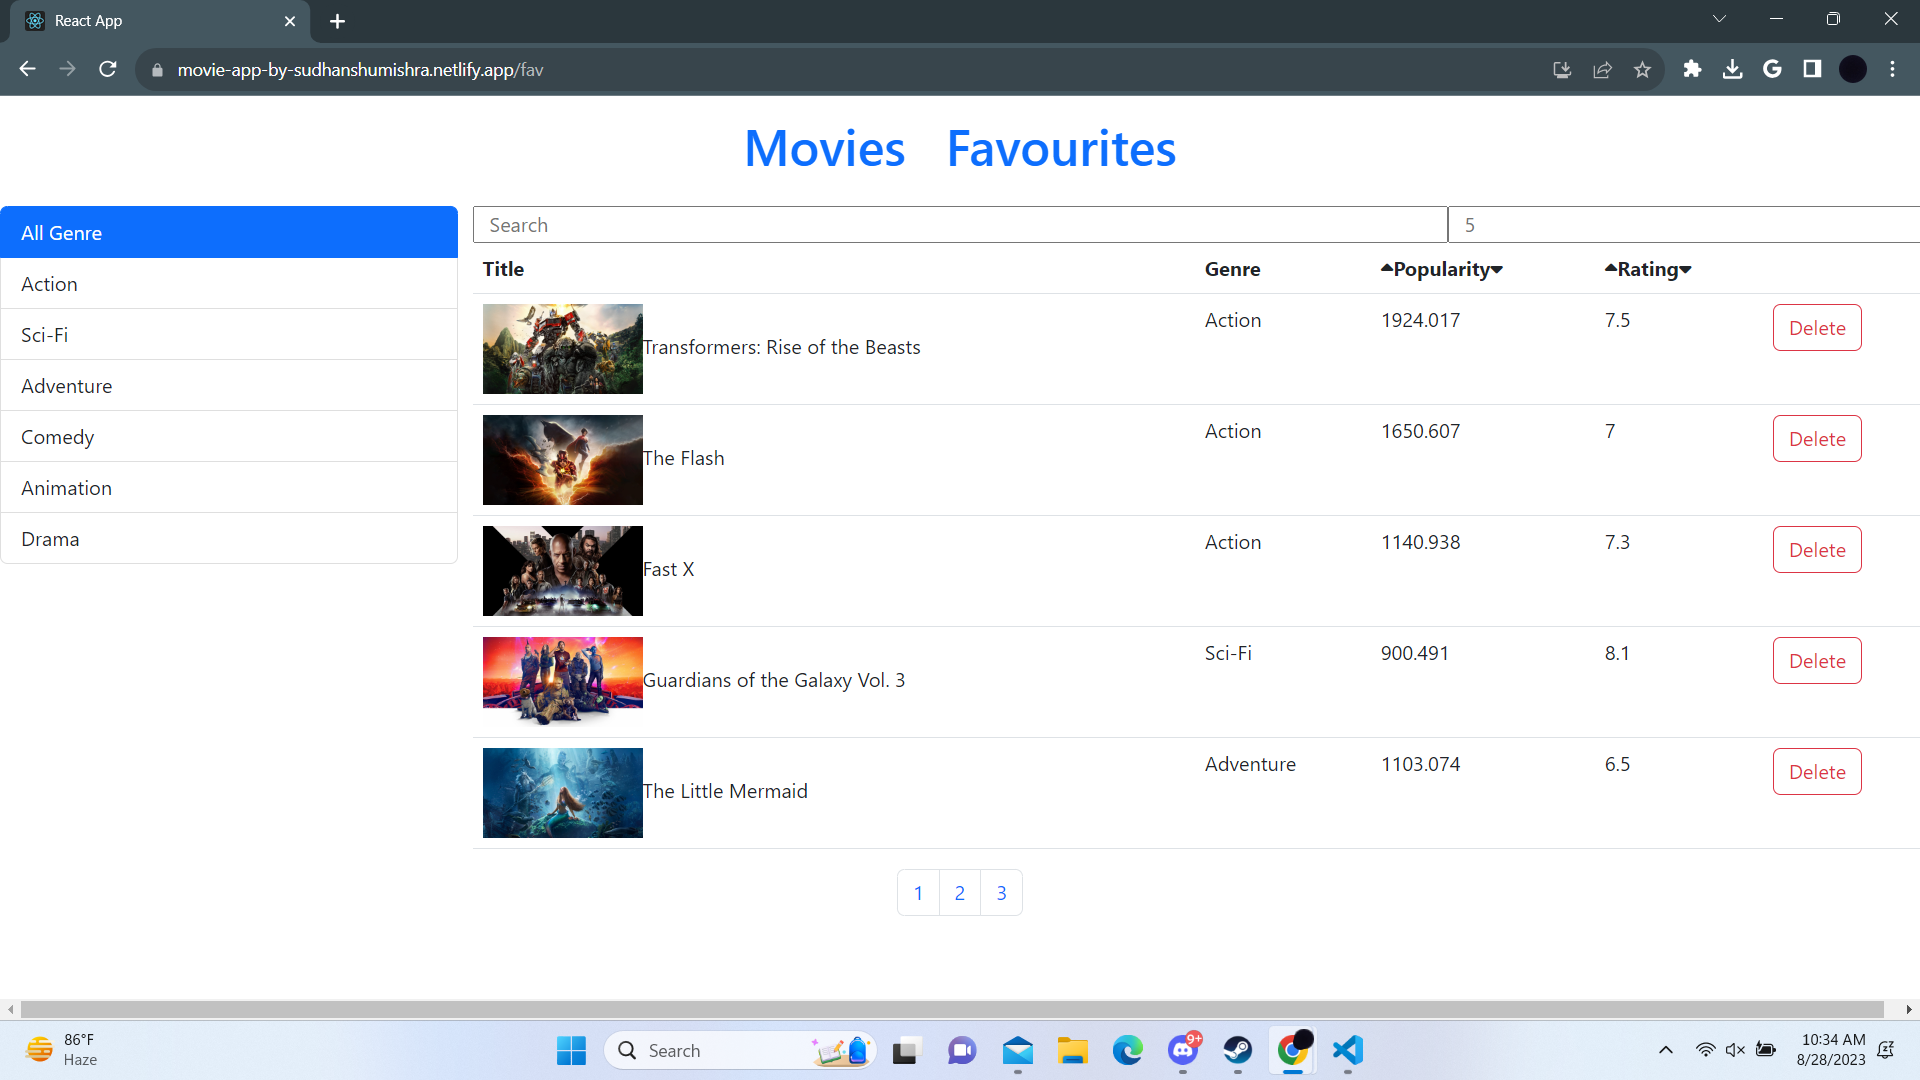 React App
movie-app-by-sudhanshumishra.netlify.app/fav
Movies Favourites
All Genre
Action
Sci-Fi
Adventure
Comedy
Animation
Drama
Search 5
Title Genre Popularity Rating
Transformers: Rise of the Beasts Action 1924.017 7.5 Delete
The Flash Action 1650.607 7 Delete
Fast X Action 1140.938 7.3 Delete
Guardians of the Galaxy Vol. 3 Sci-Fi 900.491 8.1 Delete
The Little Mermaid Adventure 1103.074 6.5 Delete
1 2 3
86°F
Haze
Search
9+
10:34 AM
8/28/2023